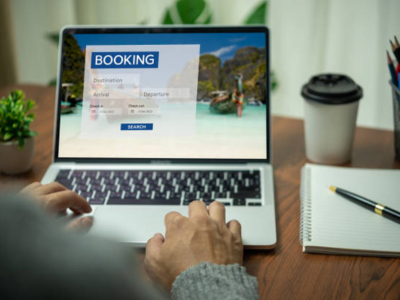 BOOKING
Destination
Arrival Departure
Check in Check out
SEARCH